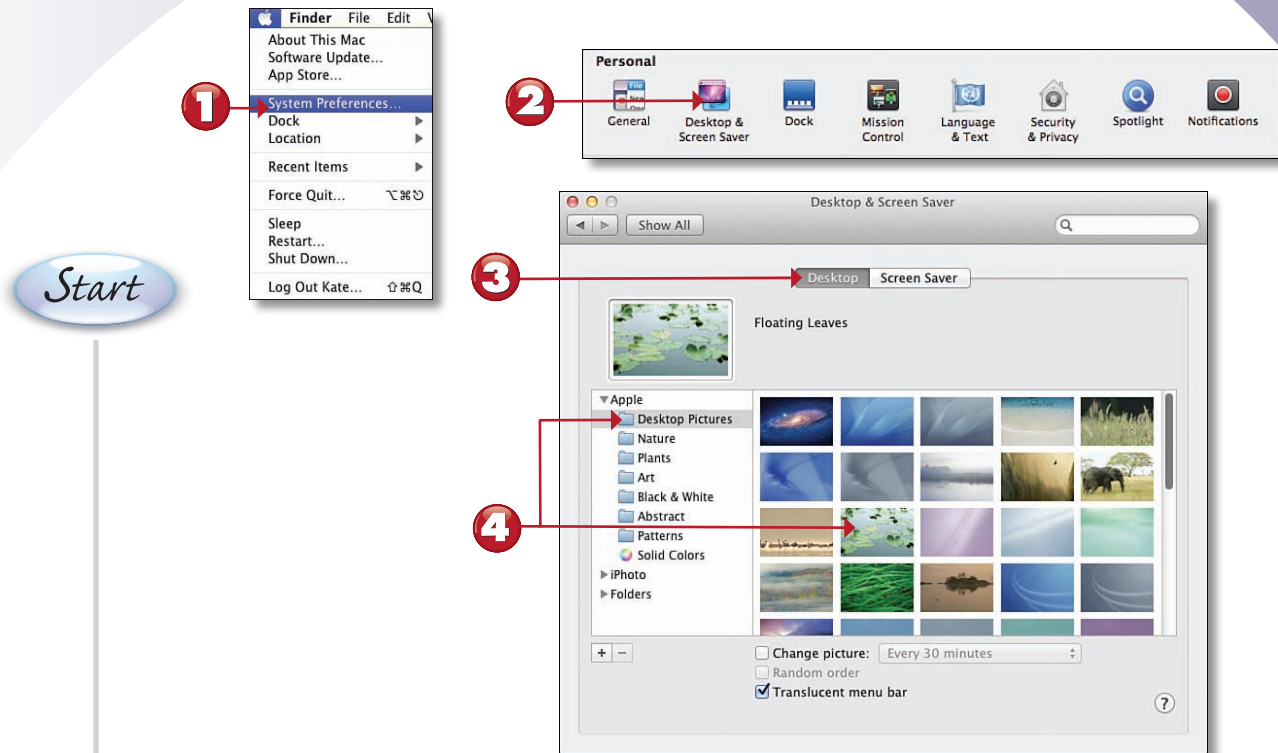 Finder File Edit
About This Mac
Software Update...
App Store...
1
System Preferences...
Dock
Location
Recent Items
Force Quit... ⌥⌘⎋
Sleep
Restart...
Shut Down...
Log Out Kate... ⇧⌘Q
Start
2
Personal
File
New
One
General
Desktop &
Screen Saver
Dock
Mission
Control
Language
& Text
Security
& Privacy
Spotlight
Notifications
Desktop & Screen Saver
Show All
3
Desktop Screen Saver
Floating Leaves
4
Apple
Desktop Pictures
Nature
Plants
Art
Black & White
Abstract
Patterns
Solid Colors
iPhoto
Folders
+ −
Change picture: Every 30 minutes
Random order
Translucent menu bar
?